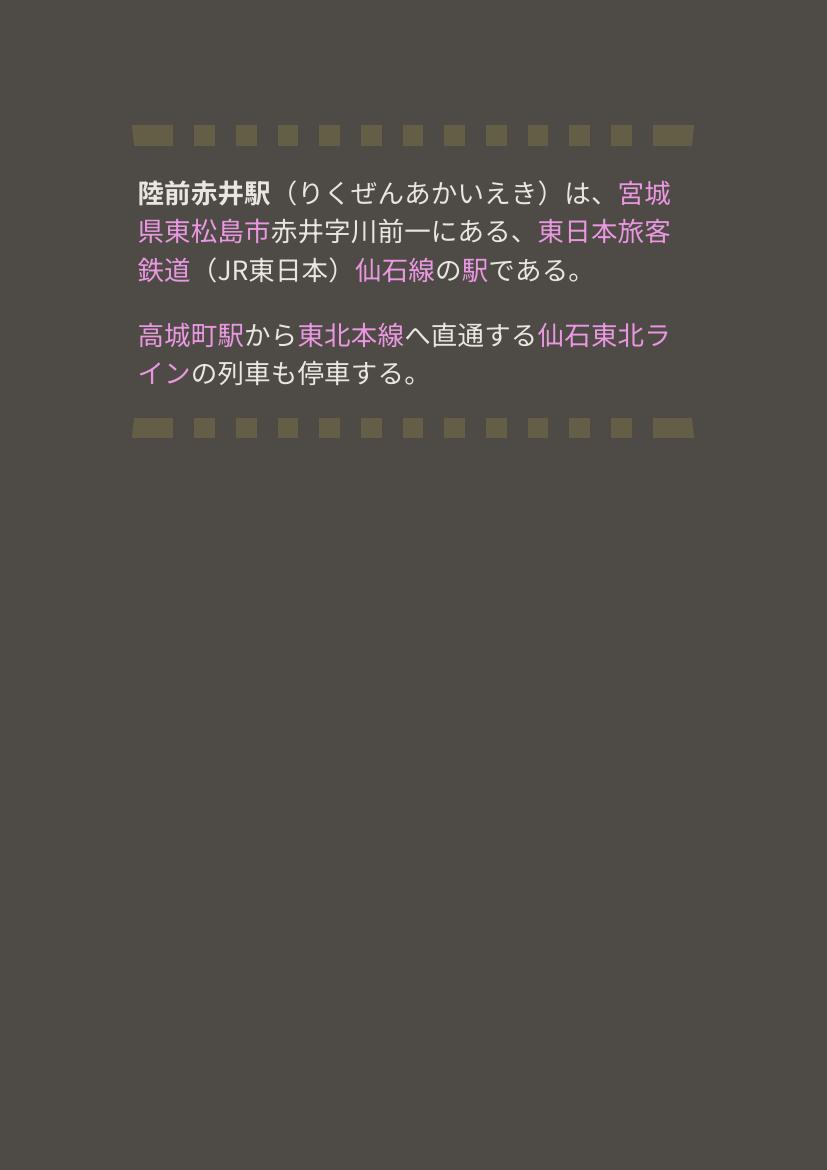 陸前赤井駅（りくぜんあかいえき）は、宮城
県東松島市赤井字川前一にある、東日本旅客
鉄道（JR東日本）仙石線の駅である。
高城町駅から東北本線へ直通する仙石東北ラ
インの列車も停車する。